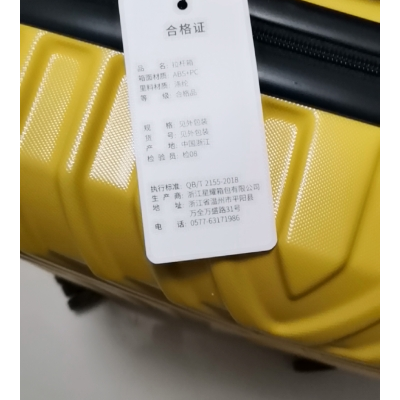 合格证
品 名：拉杆箱
箱面材质：ABS+PC
里料材质：涤纶
等 级：合格品
规 格：见外包装
货 号：见外包装
产 地：中国浙江
检验员：检08
执行标准：QB/T 2155-2018
生产商：浙江星耀箱包有限公司
地 址：浙江省温州市平阳县
万全万盛路31号
电 话：0577-63171986